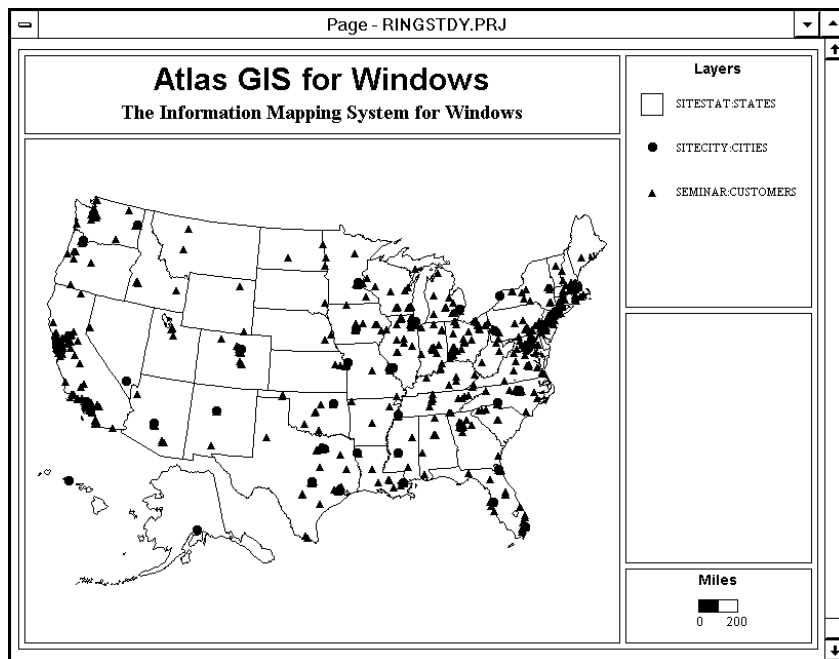 Page - RINGSTDY.PRJ
Atlas GIS for Windows
The Information Mapping System for Windows
Layers
SITESTAT:STATES
SITECITY:CITIES
SEMINAR:CUSTOMERS
Miles
0 200